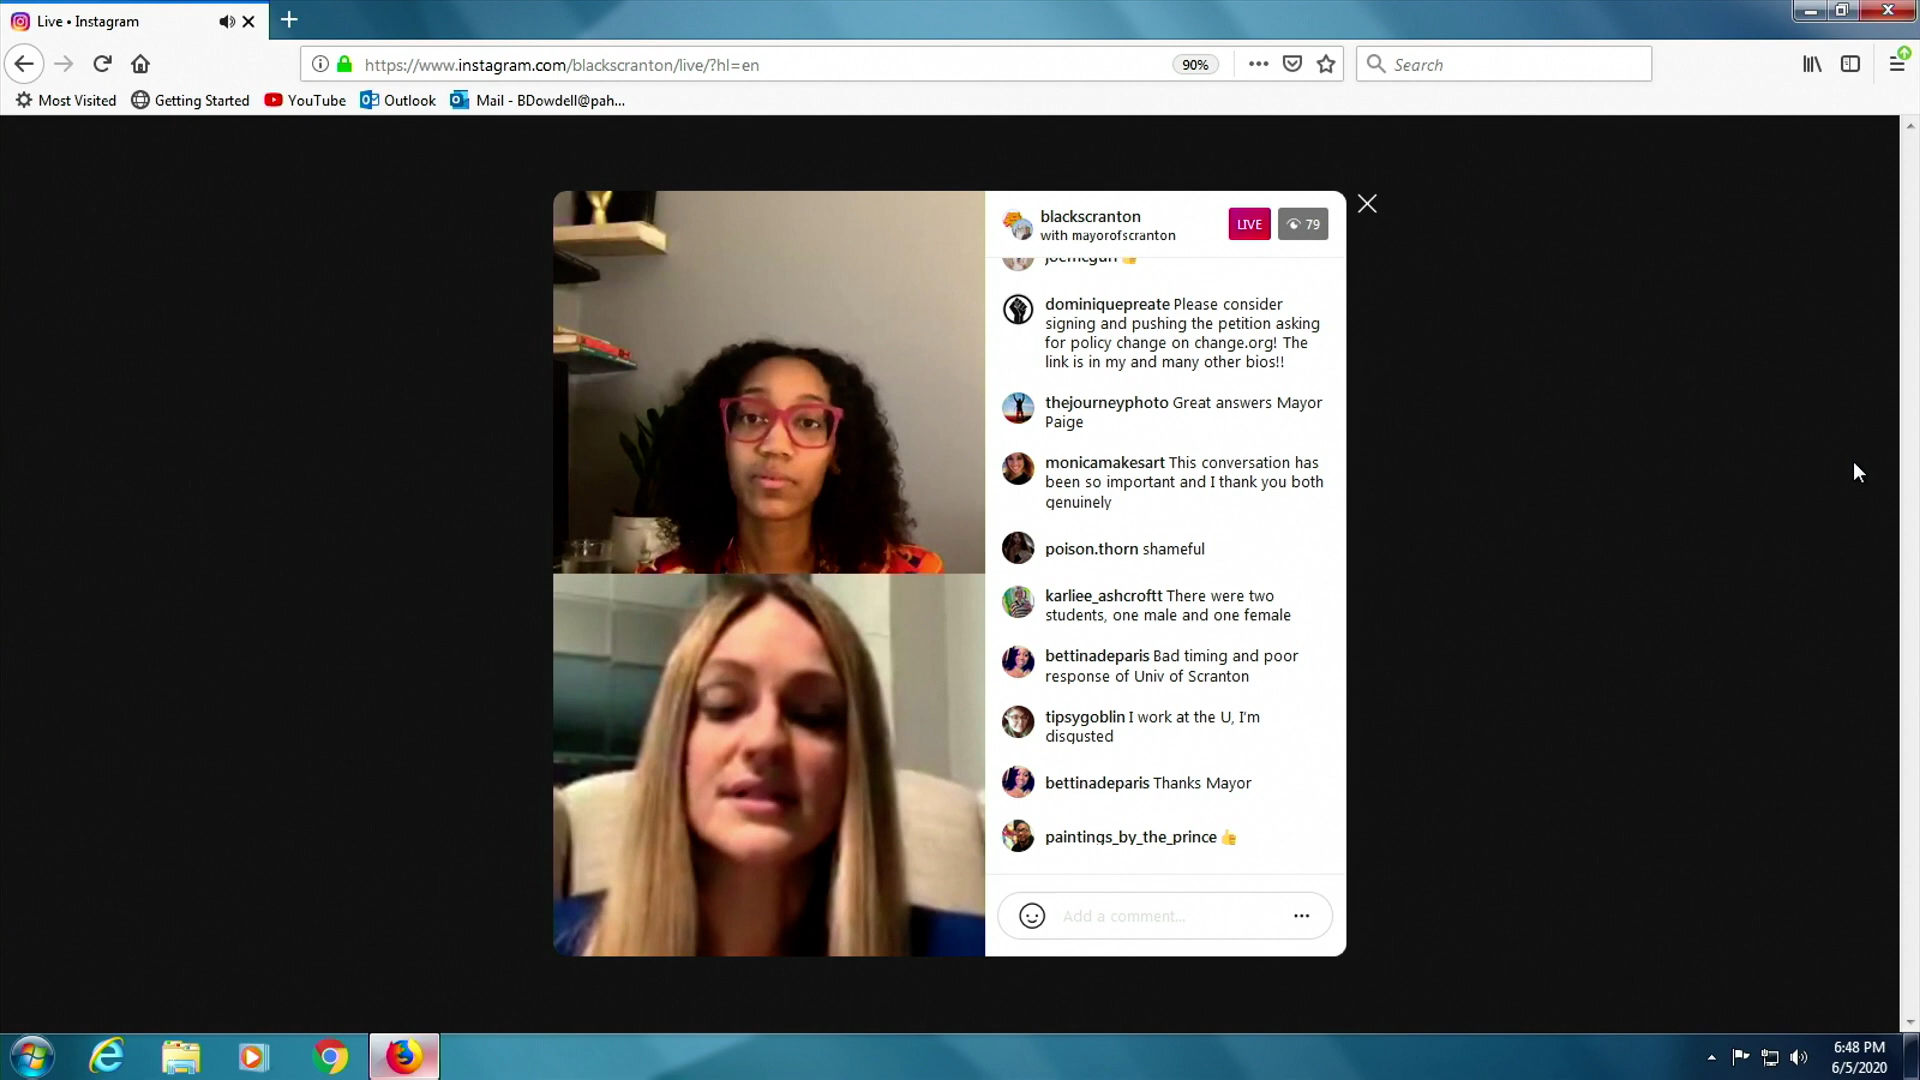 Live • Instagram
https://www.instagram.com/blackscranton/live/?hl=en
90%
Search
Most Visited
Getting Started
YouTube
Outlook
Mail - BDowdell@pah...
blackscranton
with mayorofscranton
LIVE
79
joemcgurl
dominiquepreate Please consider
signing and pushing the petition asking
for policy change on change.org! The
link is in my and many other bios!!
thejourneyphoto Great answers Mayor
Paige
monicamakesart This conversation has
been so important and I thank you both
genuinely
poison.thorn shameful
karliee_ashcroftt There were two
students, one male and one female
bettinadeparis Bad timing and poor
response of Univ of Scranton
tipsygoblin I work at the U, I'm
disgusted
bettinadeparis Thanks Mayor
paintings_by_the_prince 👍
Add a comment...
6:48 PM
6/5/2020